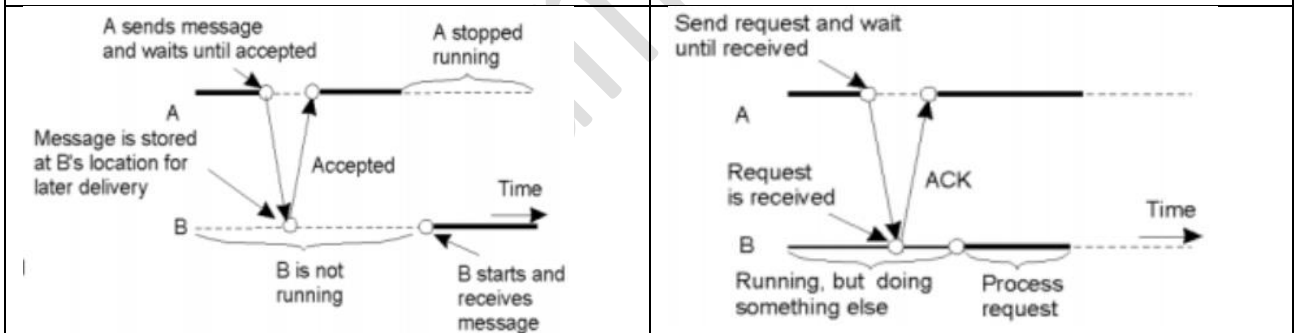 A sends message
and waits until accepted
A stopped
running
A
Message is stored
at B's location for
later delivery
Accepted
Time
B
B is not
running
B starts and
receives
message
Send request and wait
until received
A
Request
is received
ACK
Time
B
Running, but doing
something else
Process
request